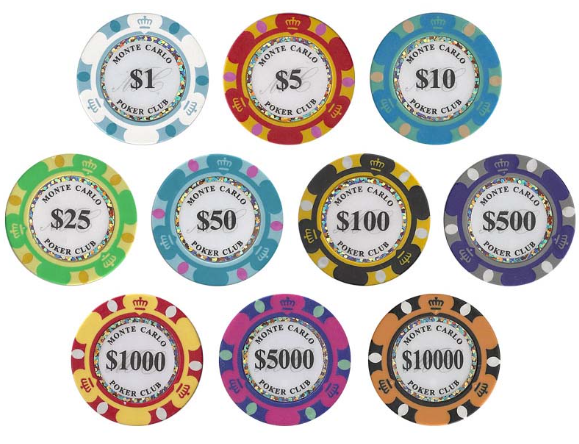 MONTE CARLO
$1
POKER CLUB
MONTE CARLO
$5
POKER CLUB
MONTE CARLO
$10
POKER CLUB
MONTE CARLO
$25
POKER CLUB
MONTE CARLO
$50
POKER CLUB
MONTE CARLO
$100
POKER CLUB
MONTE CARLO
$500
POKER CLUB
MONTE CARLO
$1000
POKER CLUB
MONTE CARLO
$5000
POKER CLUB
MONTE CARLO
$10000
POKER CLUB